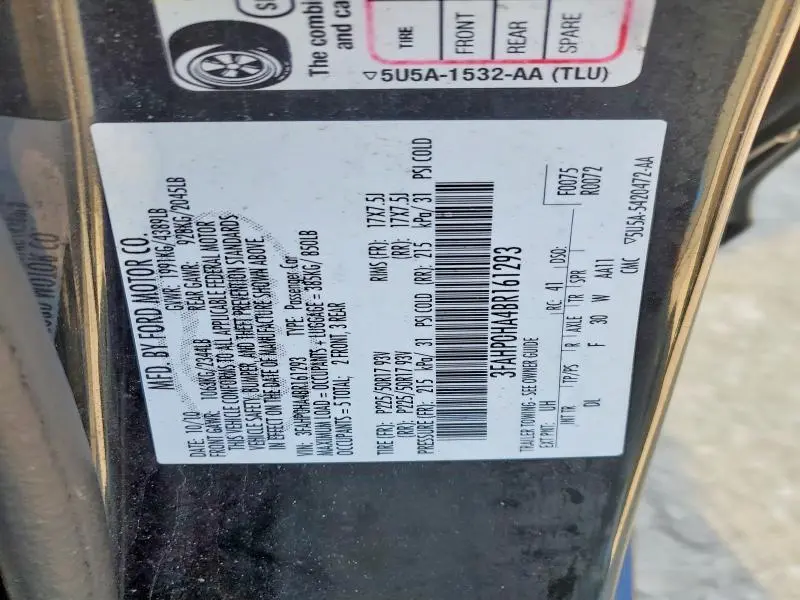 The combi
and ca
TIRE
FRONT
REAR
SPARE
5U5A-1532-AA (TLU)
MFD. BY FORD MOTOR CO.
DATE: 10/10 GVWR: 1991KG/ 4389LB
FRONT GAWR: 1063KG/ 2344LB REAR GAWR: 928KG/ 2045LB
THIS VEHICLE CONFORMS TO ALL APPLICABLE FEDERAL MOTOR
VEHICLE SAFETY, BUMPER, AND THEFT PREVENTION STANDARDS
IN EFFECT ON THE DATE OF MANUFACTURE SHOWN ABOVE
VIN: 3FAHP0HA4BR161293 TYPE: Passenger Car
MAXIMUM LOAD = OCCUPANTS + LUGGAGE = 385KG/ 850LB
OCCUPANTS = 5 TOTAL; 2 FRONT, 3 REAR
TIRE (FR): P225/50R17 93V RIMS (FR): 17X7.5J
(RR): P225/50R17 93V (RR): 17X7.5J
PRESSURE (FR): 215 kPa/ 31 PSI COLD (RR): 215 kPa/ 31 PSI COLD
3FAHP0HA4BR161293
TRAILER TOWING - SEE OWNER GUIDE
EXT PNT: UH RC: 41 DSO: F0075
R0072
INT TR TP/PS R AXLE TR SPR
DL F 30 W AA11
CMC 5U5A-5420472-AA